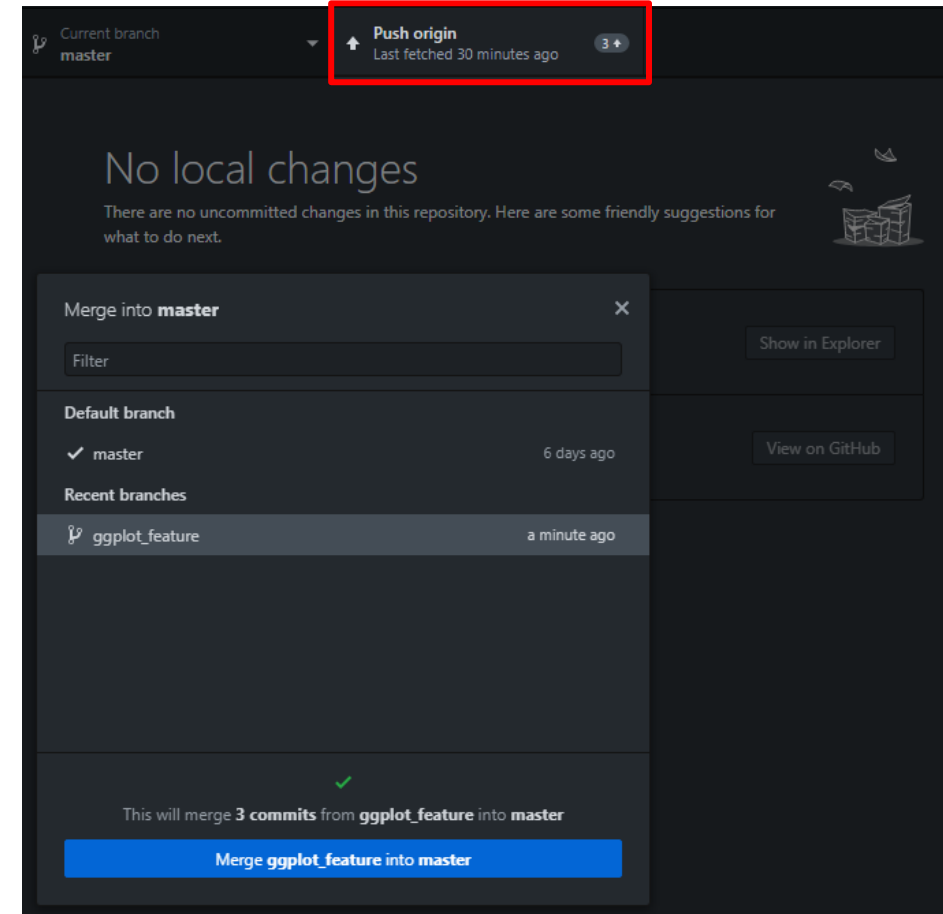 Current branch
master
Push origin
Last fetched 30 minutes ago
3
No local changes
There are no uncommitted changes in this repository. Here are some friendly suggestions for
what to do next.
Merge into master
Filter
Show in Explorer
Default branch
master 6 days ago
View on GitHub
Recent branches
ggplot_feature a minute ago
This will merge 3 commits from ggplot_feature into master
Merge ggplot_feature into master